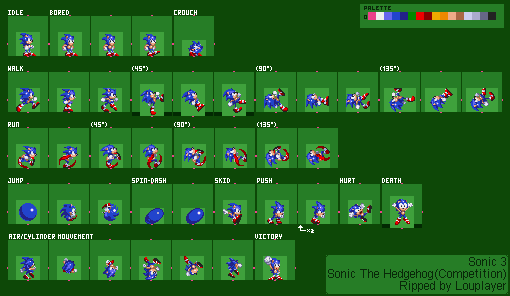 IDLE BORED CROUCH PALETTE
WALK (45°) (90°) (135°)
RUN (45°) (90°) (135°)
JUMP SPIN-DASH SKID PUSH HURT DEATH
x2
AIR/CYLINDER MOVEMENT VICTORY
Sonic 3
Sonic The Hedgehog(Competition)
Ripped by Louplayer